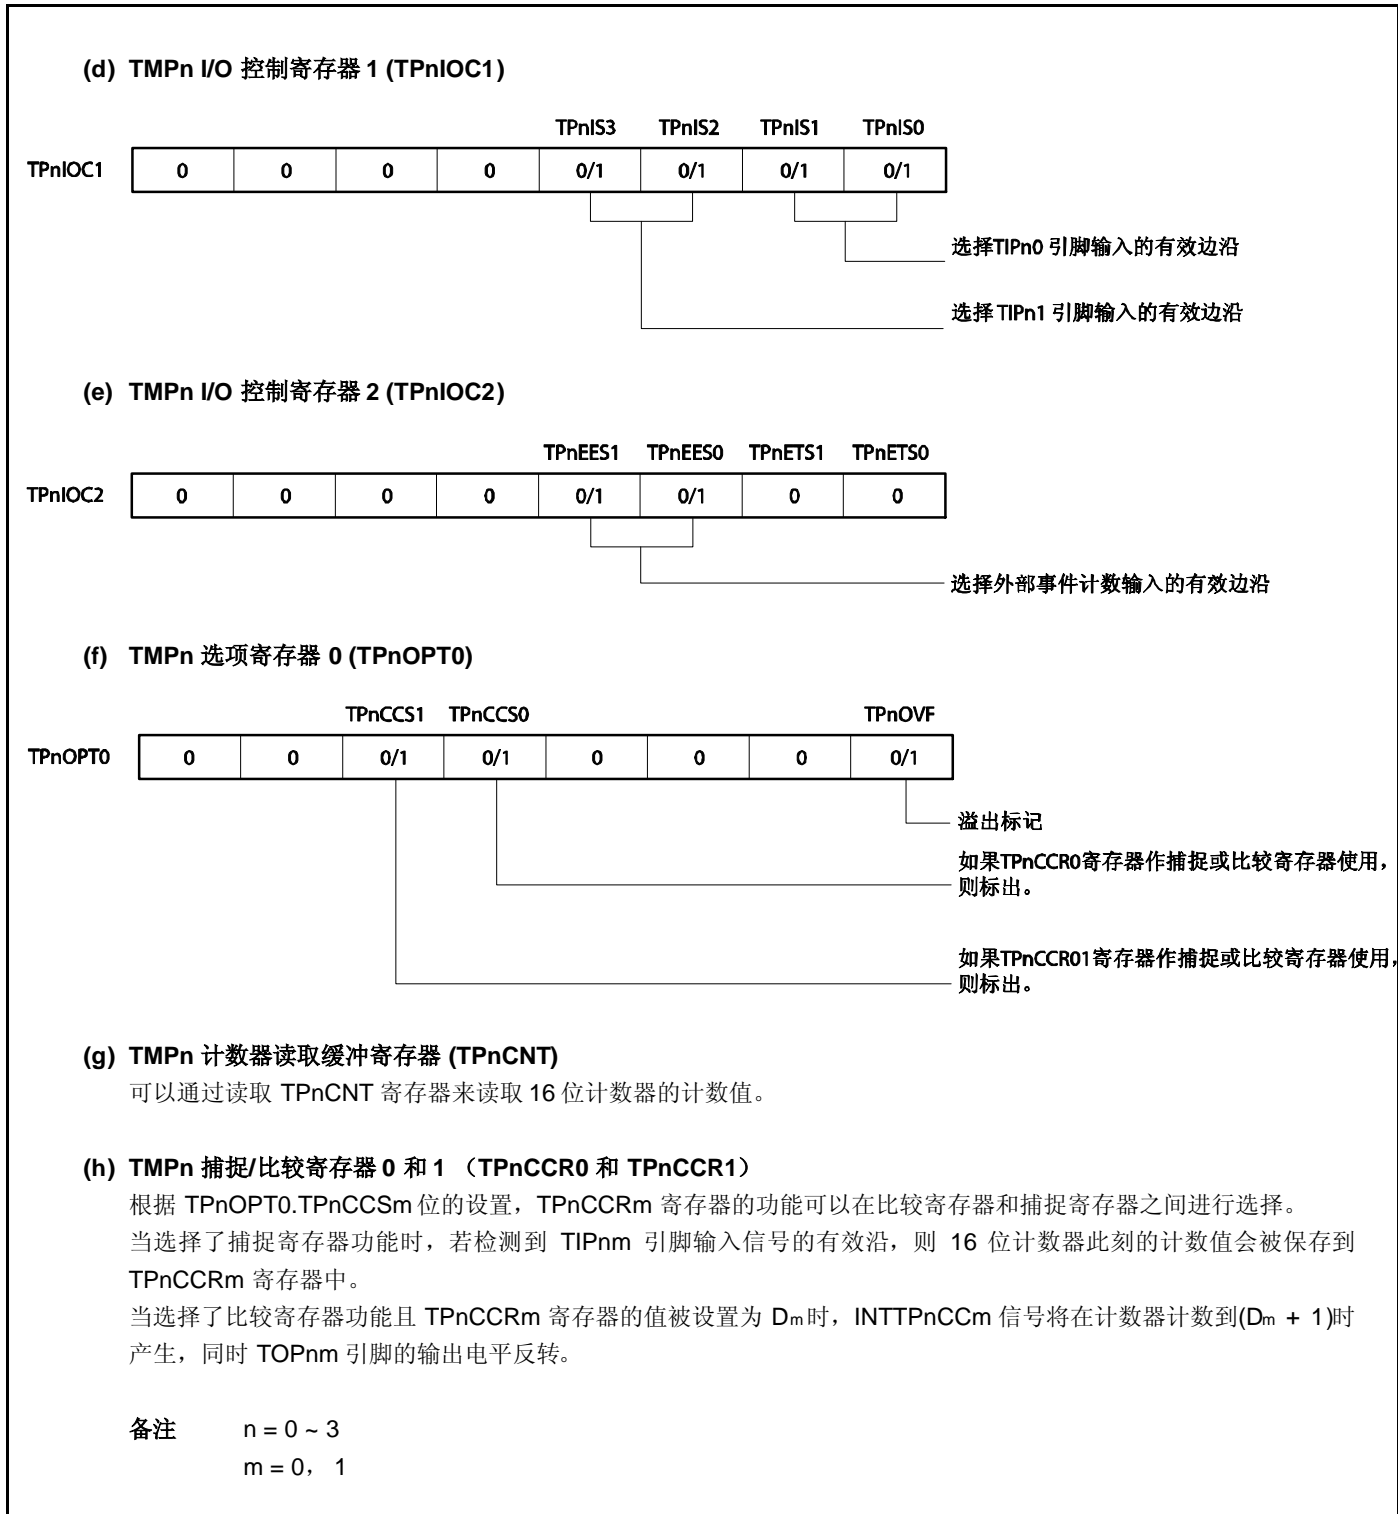 (d) TMPn I/O 控制寄存器 1 (TPnIOC1)
TPnIS3 TPnIS2 TPnIS1 TPnIS0
TPnIOC1 0 0 0 0 0/1 0/1 0/1 0/1
选择TIPn0 引脚输入的有效边沿
选择 TIPn1 引脚输入的有效边沿
(e) TMPn I/O 控制寄存器 2 (TPnIOC2)
TPnEES1 TPnEES0 TPnETS1 TPnETS0
TPnIOC2 0 0 0 0 0/1 0/1 0 0
选择外部事件计数输入的有效边沿
(f) TMPn 选项寄存器 0 (TPnOPT0)
TPnCCS1 TPnCCS0 TPnOVF
TPnOPT0 0 0 0/1 0/1 0 0 0 0/1
溢出标记
如果TPnCCR0寄存器作捕捉或比较寄存器使用，
则标出。
如果TPnCCR01寄存器作捕捉或比较寄存器使用，
则标出。
(g) TMPn 计数器读取缓冲寄存器 (TPnCNT)
可以通过读取 TPnCNT 寄存器来读取 16 位计数器的计数值。
(h) TMPn 捕捉/比较寄存器 0 和 1 （TPnCCR0 和 TPnCCR1）
根据 TPnOPT0.TPnCCSm 位的设置，TPnCCRm 寄存器的功能可以在比较寄存器和捕捉寄存器之间进行选择。
当选择了捕捉寄存器功能时，若检测到 TIPnm 引脚输入信号的有效沿，则 16 位计数器此刻的计数值会被保存到
TPnCCRm 寄存器中。
当选择了比较寄存器功能且 TPnCCRm 寄存器的值被设置为 Dm时，INTTPnCCm 信号将在计数器计数到(Dm + 1)时
产生，同时 TOPnm 引脚的输出电平反转。
备注 n = 0 ~ 3
m = 0， 1